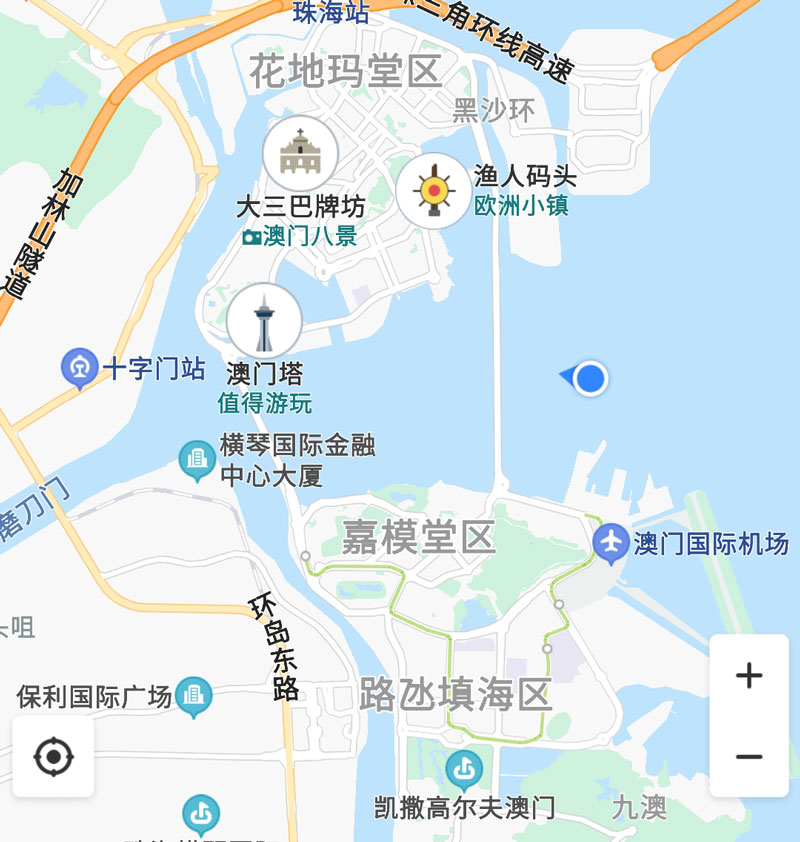 珠海站
三角环线高速
花地玛堂区
黑沙环
渔人码头
欧洲小镇
大三巴牌坊
澳门八景
加林山隧道
澳门塔
值得游玩
十字门站
横琴国际金融
中心大厦
磨刀门
嘉模堂区
澳门国际机场
环岛东路
头咀
保利国际广场
路氹填海区
凯撒高尔夫澳门
九澳